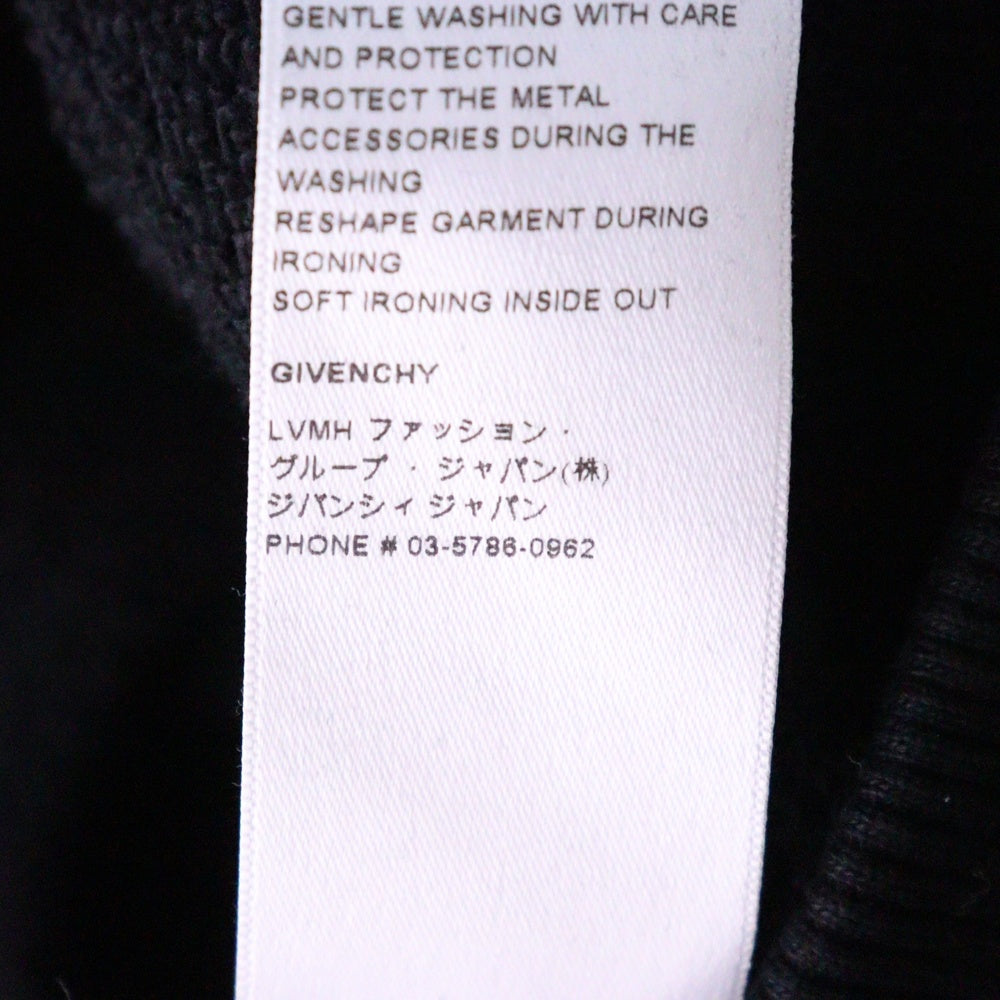 GENTLE WASHING WITH CARE
AND PROTECTION
PROTECT THE METAL
ACCESSORIES DURING THE
WASHING
RESHAPE GARMENT DURING
IRONING
SOFT IRONING INSIDE OUT
GIVENCHY
LVMH ファッション・
グループ・ジャパン(株)
ジバンシィ ジャパン
PHONE # 03-5786-0962